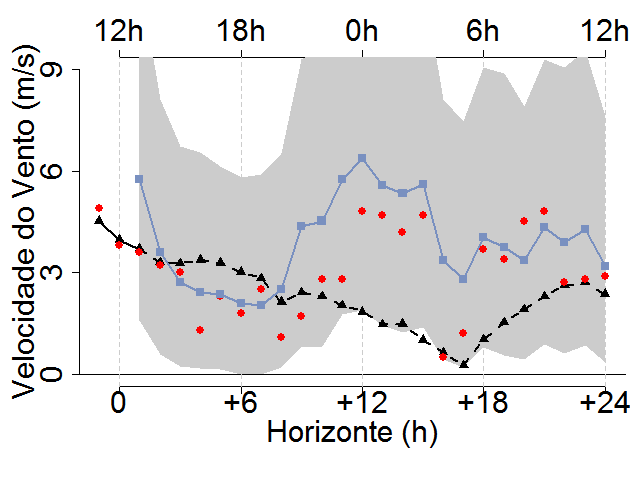 12h 18h 0h 6h 12h
Velocidade do Vento (m/s)
9
6
3
0
0 +6 +12 +18 +24
Horizonte (h)